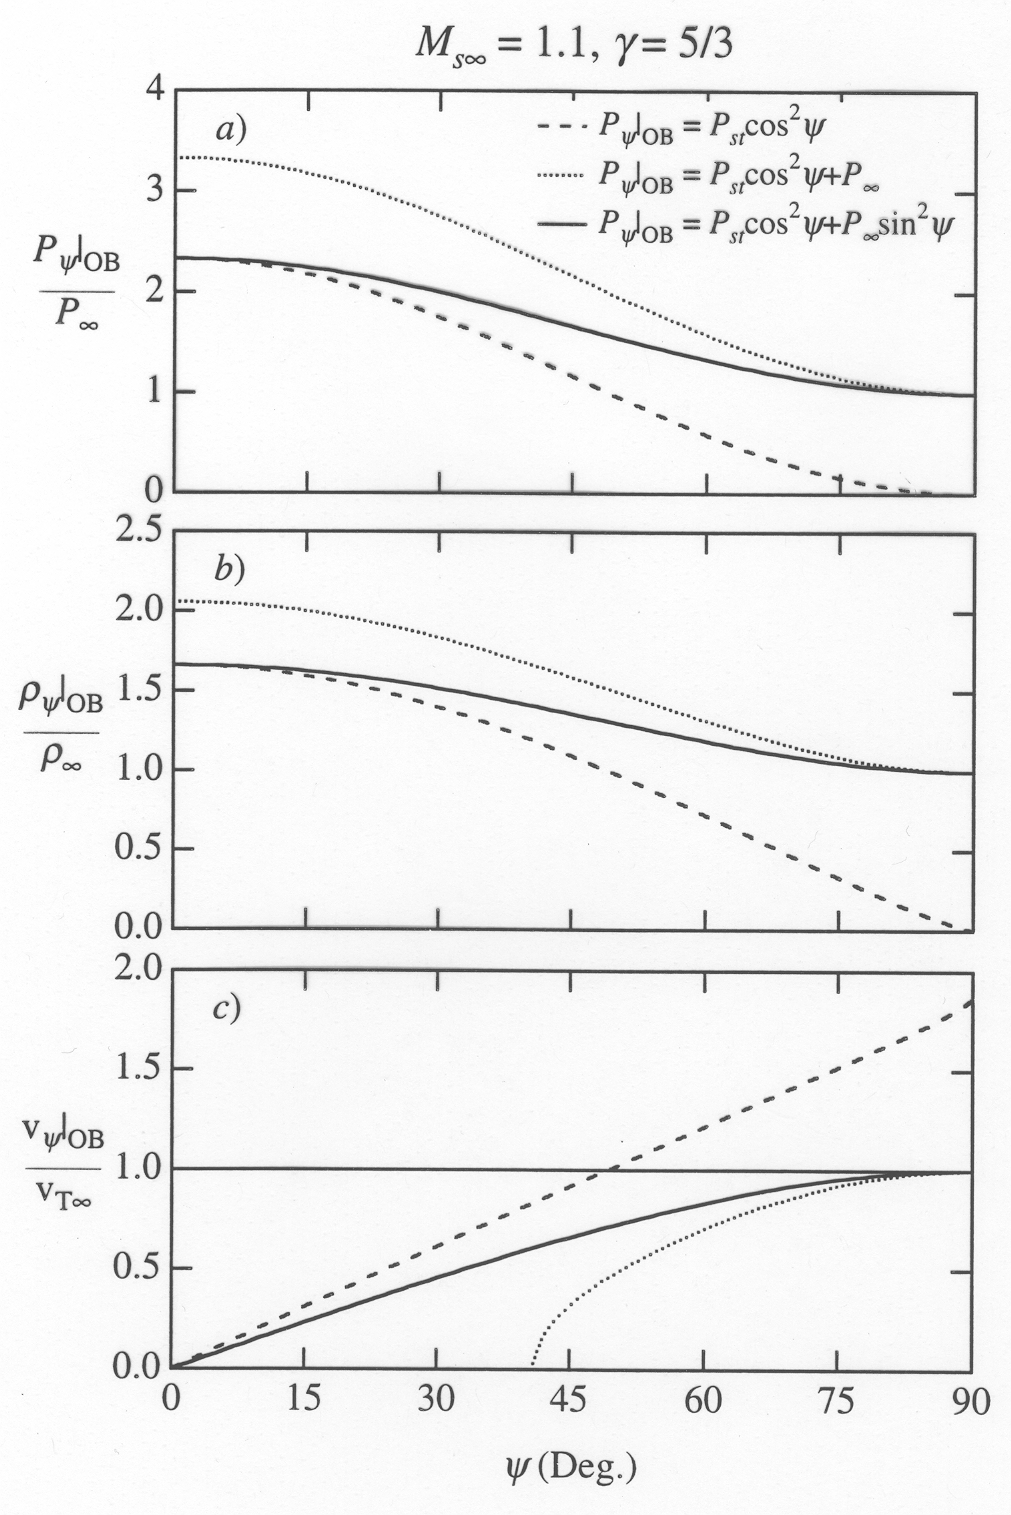 M_s∞ = 1.1, γ = 5/3
4
a)
P_ψ|_OB = P_st cos²ψ
P_ψ|_OB = P_st cos²ψ+P_∞
P_ψ|_OB = P_st cos²ψ+P_∞ sin²ψ
3
P_ψ|_OB
P_∞
2
1
0
2.5
b)
2.0
ρ_ψ|_OB
ρ_∞
1.5
1.0
0.5
0.0
2.0
c)
1.5
v_ψ|_OB
v_T∞
1.0
0.5
0.0
0 15 30 45 60 75 90
ψ (Deg.)